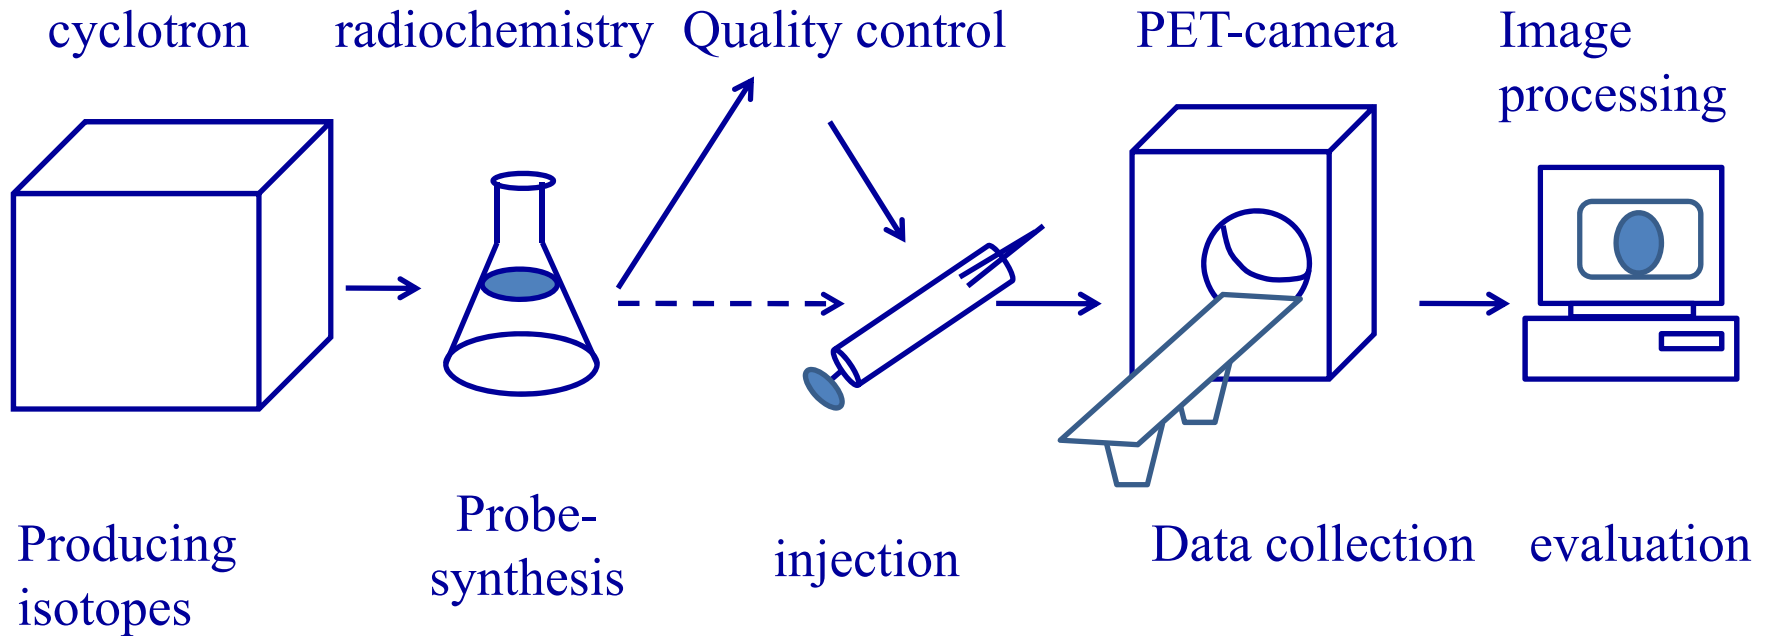 cyclotron
radiochemistry
Quality control
PET-camera
Image
processing
Producing
isotopes
Probe-
synthesis
injection
Data collection
evaluation